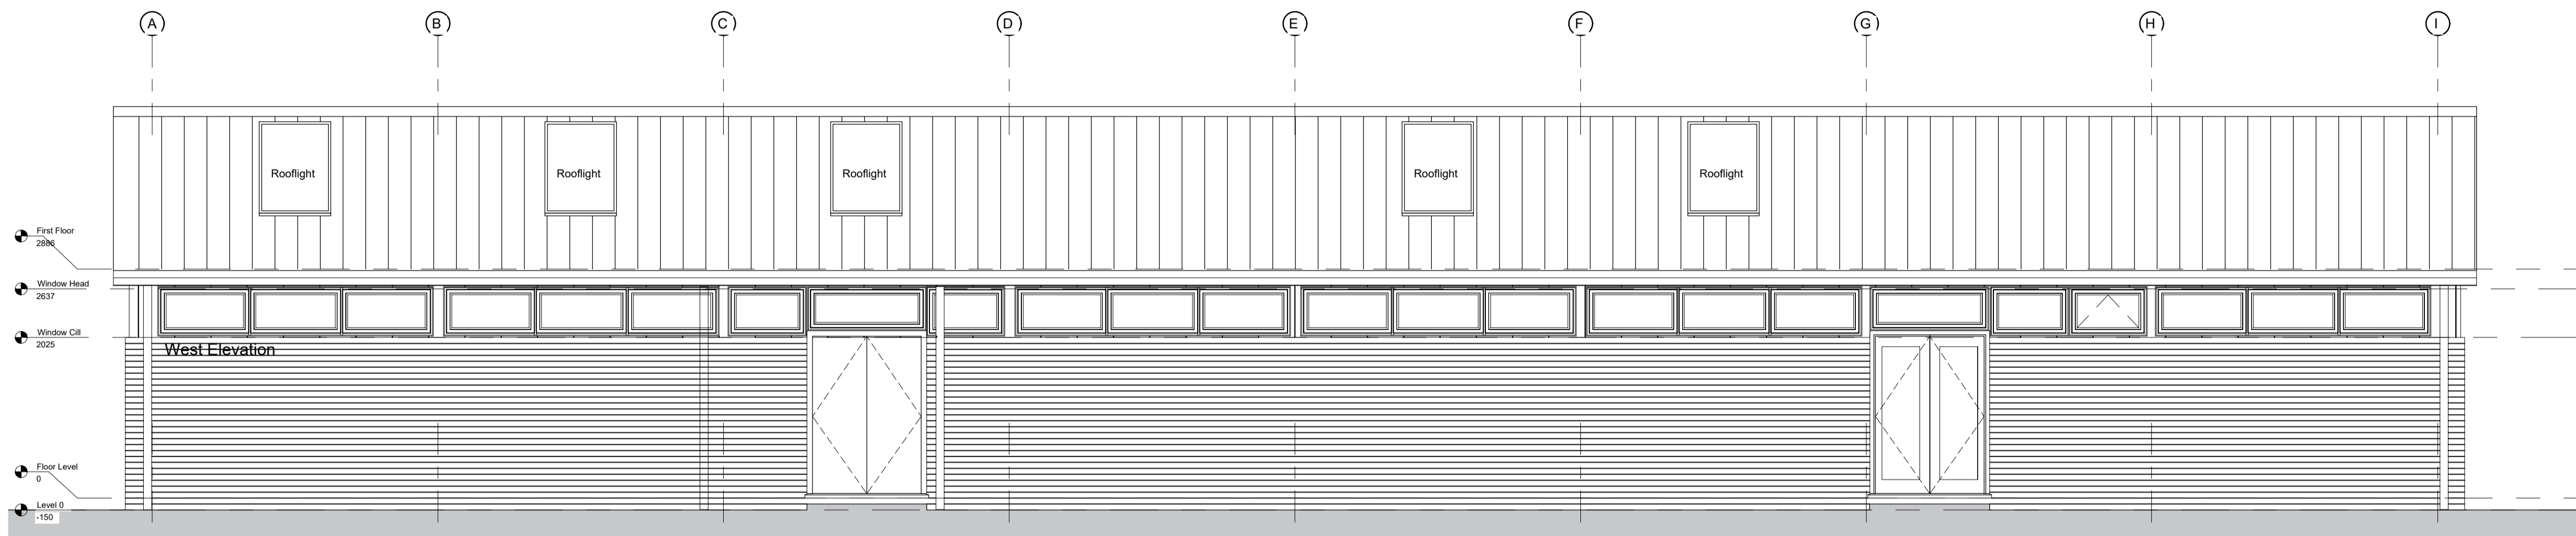 A B C D E F G H I
Rooflight Rooflight Rooflight Rooflight Rooflight
First Floor
2886
Window Head
2637
Window Cill
2025
West Elevation
Floor Level
0
Level 0
-150